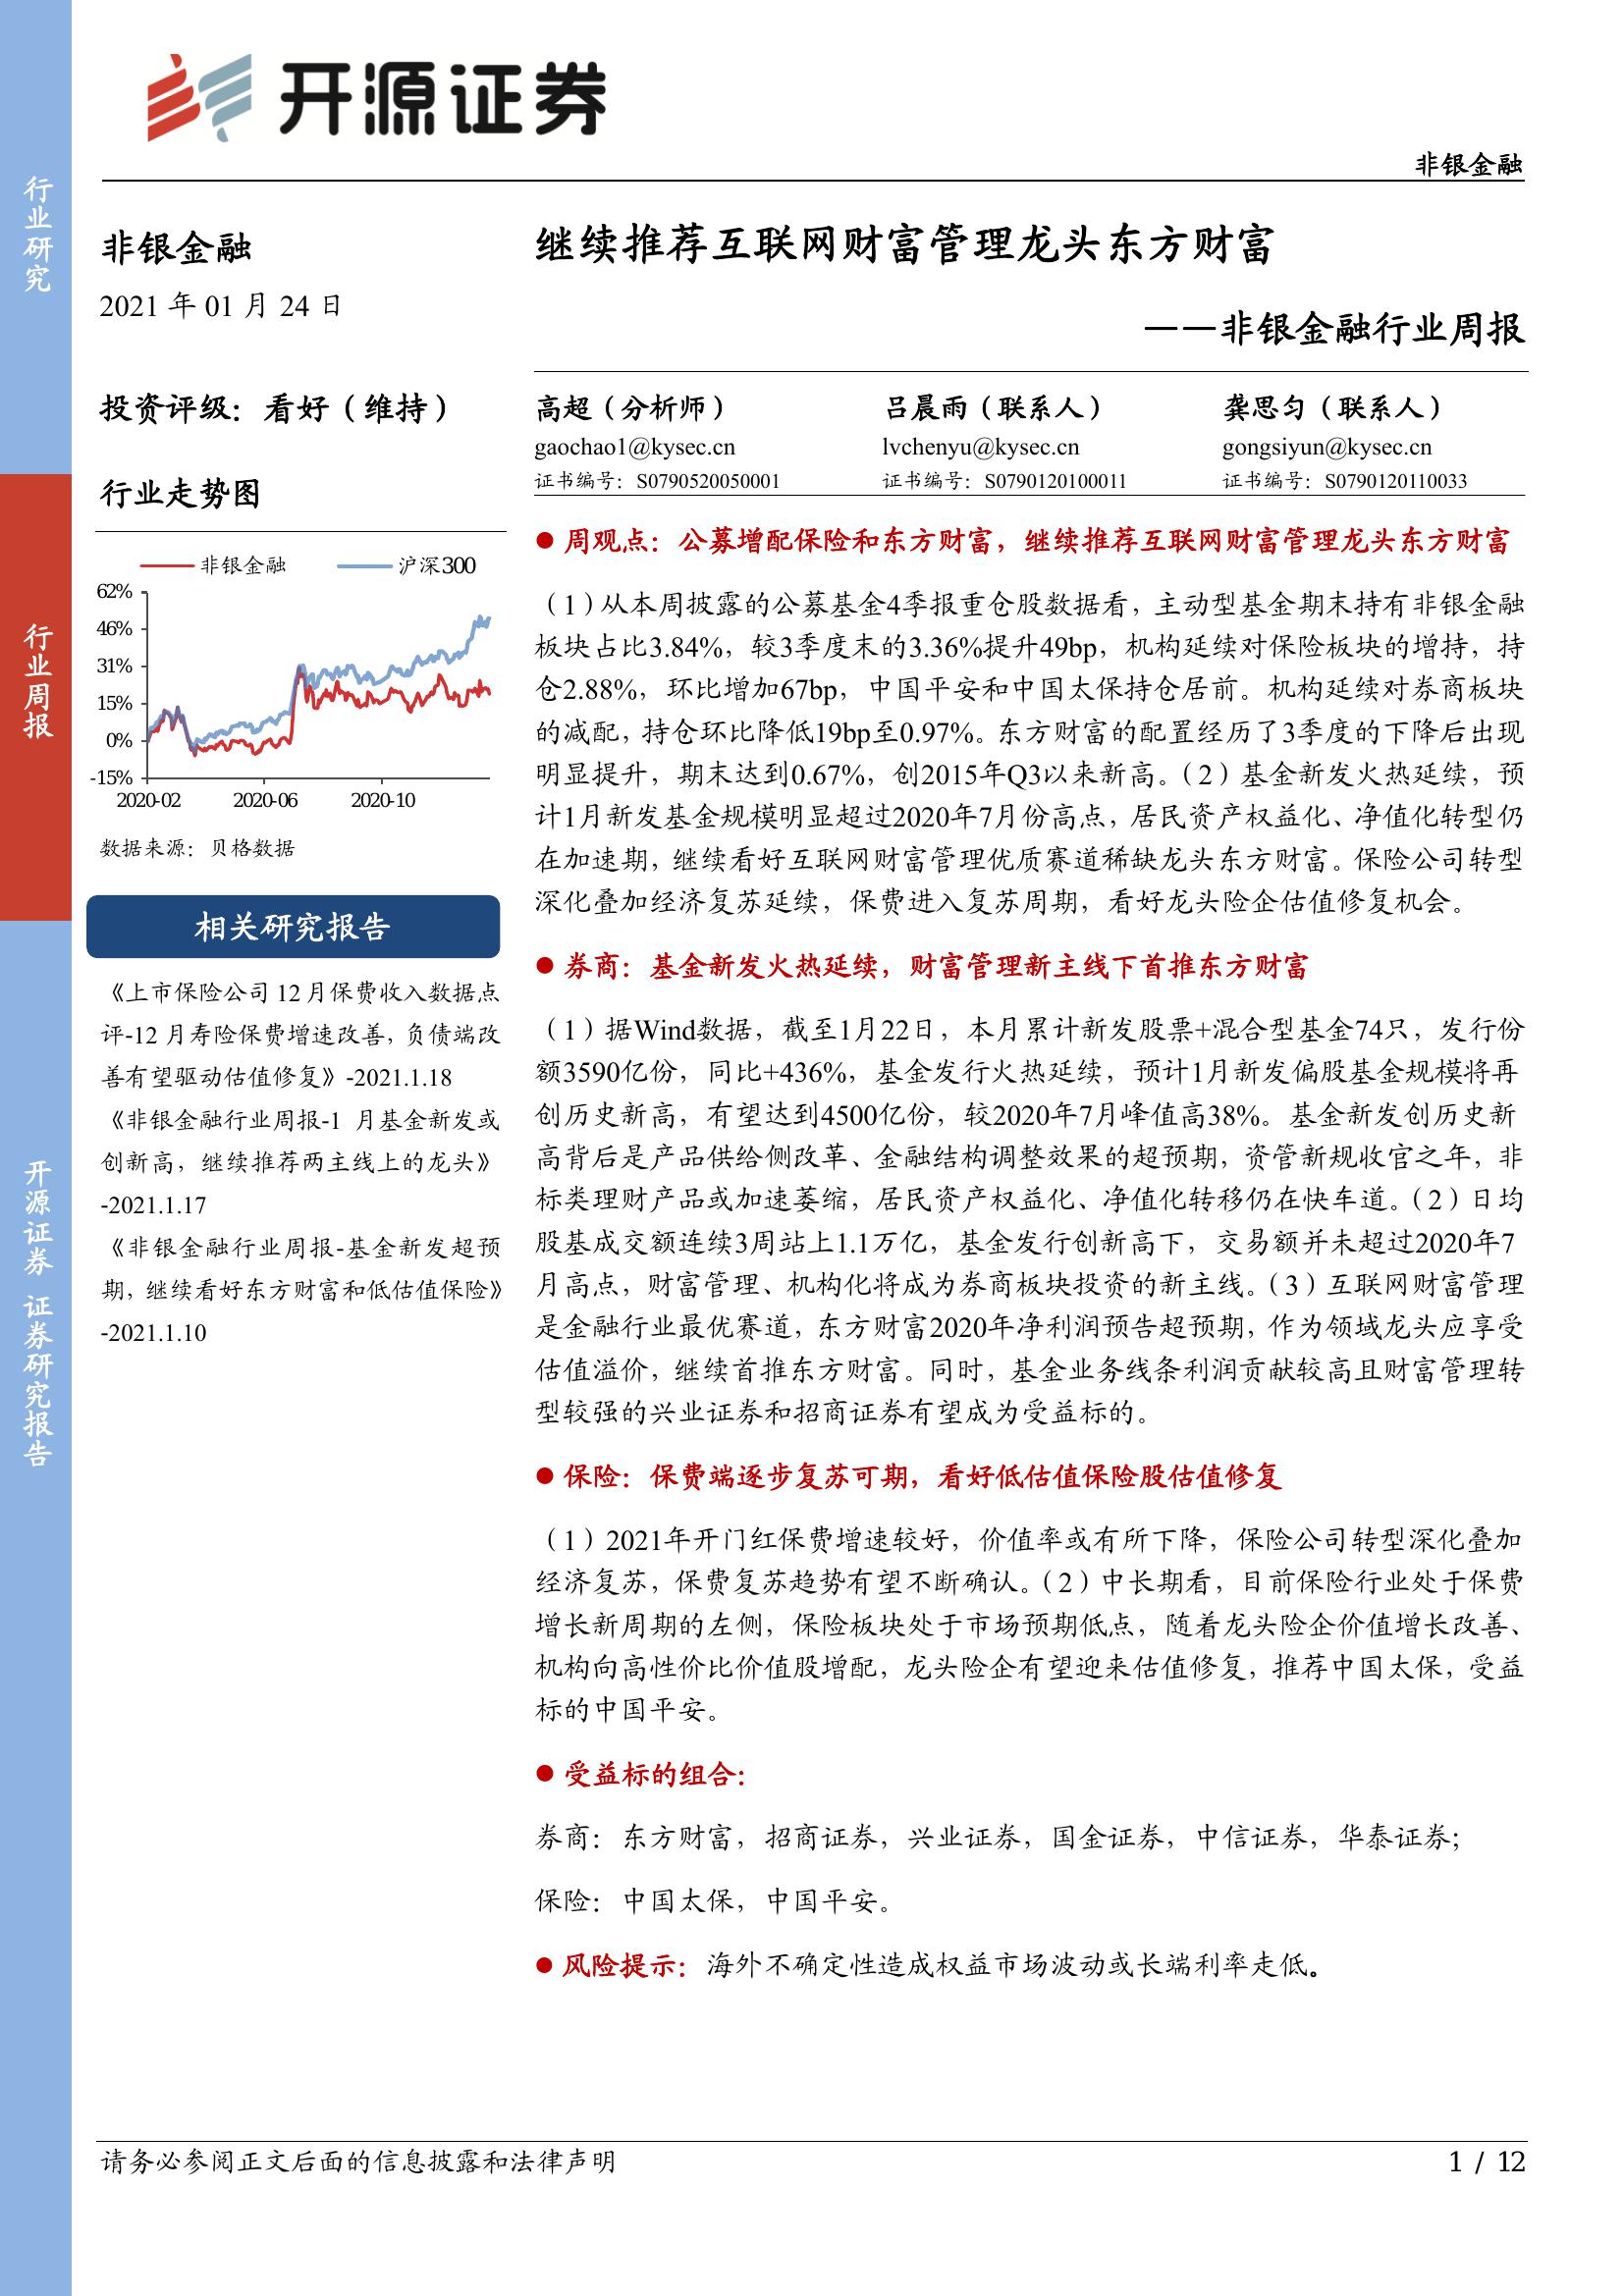 开源证券
非银金融
行业研究
行业周报
开源证券 证券研究报告
非银金融
2021 年 01 月 24 日
投资评级：看好（维持）
行业走势图
非银金融 沪深300
62%
46%
31%
15%
0%
-15%
2020-02 2020-06 2020-10
数据来源：贝格数据
相关研究报告
《上市保险公司 12 月保费收入数据点
评-12 月寿险保费增速改善，负债端改
善有望驱动估值修复》-2021.1.18
《非银金融行业周报-1 月基金新发或
创新高，继续推荐两主线上的龙头》
-2021.1.17
《非银金融行业周报-基金新发超预
期，继续看好东方财富和低估值保险》
-2021.1.10
继续推荐互联网财富管理龙头东方财富
——非银金融行业周报
高超（分析师） 吕晨雨（联系人） 龚思匀（联系人）
gaochao1@kysec.cn lvchenyu@kysec.cn gongsiyun@kysec.cn
证书编号：S0790520050001 证书编号：S0790120100011 证书编号：S0790120110033
● 周观点：公募增配保险和东方财富，继续推荐互联网财富管理龙头东方财富
（1）从本周披露的公募基金4季报重仓股数据看，主动型基金期末持有非银金融
板块占比3.84%，较3季度末的3.36%提升49bp，机构延续对保险板块的增持，持
仓2.88%，环比增加67bp，中国平安和中国太保持仓居前。机构延续对券商板块
的减配，持仓环比降低19bp至0.97%。东方财富的配置经历了3季度的下降后出现
明显提升，期末达到0.67%，创2015年Q3以来新高。（2）基金新发火热延续，预
计1月新发基金规模明显超过2020年7月份高点，居民资产权益化、净值化转型仍
在加速期，继续看好互联网财富管理优质赛道稀缺龙头东方财富。保险公司转型
深化叠加经济复苏延续，保费进入复苏周期，看好龙头险企估值修复机会。
● 券商：基金新发火热延续，财富管理新主线下首推东方财富
（1）据Wind数据，截至1月22日，本月累计新发股票+混合型基金74只，发行份
额3590亿份，同比+436%，基金发行火热延续，预计1月新发偏股基金规模将再
创历史新高，有望达到4500亿份，较2020年7月峰值高38%。基金新发创历史新
高背后是产品供给侧改革、金融结构调整效果的超预期，资管新规收官之年，非
标类理财产品或加速萎缩，居民资产权益化、净值化转移仍在快车道。（2）日均
股基成交额连续3周站上1.1万亿，基金发行创新高下，交易额并未超过2020年7
月高点，财富管理、机构化将成为券商板块投资的新主线。（3）互联网财富管理
是金融行业最优赛道，东方财富2020年净利润预告超预期，作为领域龙头应享受
估值溢价，继续首推东方财富。同时，基金业务线条利润贡献较高且财富管理转
型较强的兴业证券和招商证券有望成为受益标的。
● 保险：保费端逐步复苏可期，看好低估值保险股估值修复
（1）2021年开门红保费增速较好，价值率或有所下降，保险公司转型深化叠加
经济复苏，保费复苏趋势有望不断确认。（2）中长期看，目前保险行业处于保费
增长新周期的左侧，保险板块处于市场预期低点，随着龙头险企价值增长改善、
机构向高性价比价值股增配，龙头险企有望迎来估值修复，推荐中国太保，受益
标的中国平安。
● 受益标的组合：
券商：东方财富，招商证券，兴业证券，国金证券，中信证券，华泰证券；
保险：中国太保，中国平安。
● 风险提示：海外不确定性造成权益市场波动或长端利率走低。
请务必参阅正文后面的信息披露和法律声明 1 / 12